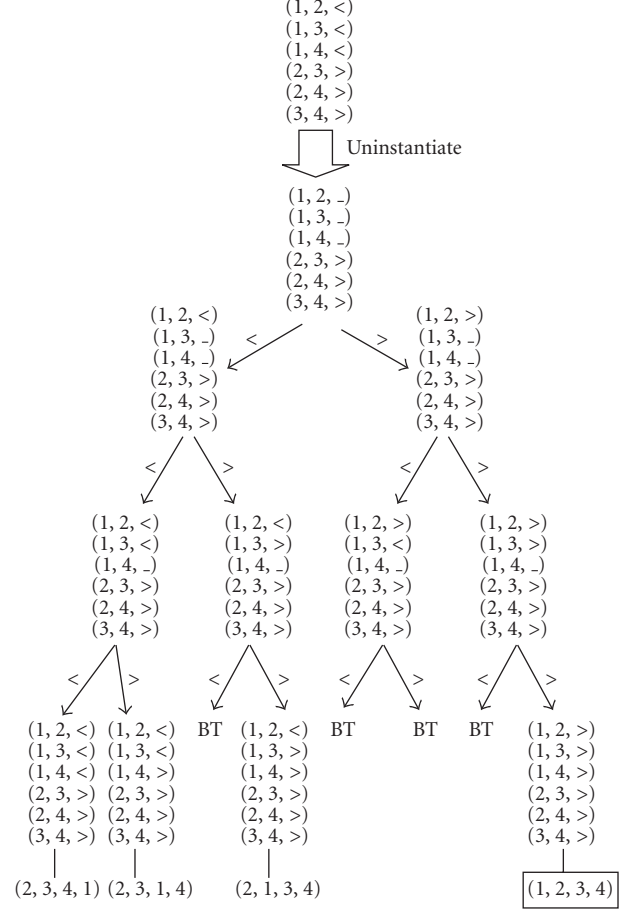 (1, 2, <)
(1, 3, <)
(1, 4, <)
(2, 3, >)
(2, 4, >)
(3, 4, >)
Uninstantiate
(1, 2, _)
(1, 3, _)
(1, 4, _)
(2, 3, >)
(2, 4, >)
(3, 4, >)
< >
(1, 2, <)
(1, 3, _)
(1, 4, _)
(2, 3, >)
(2, 4, >)
(3, 4, >)
(1, 2, >)
(1, 3, _)
(1, 4, _)
(2, 3, >)
(2, 4, >)
(3, 4, >)
< > < >
(1, 2, <)
(1, 3, <)
(1, 4, _)
(2, 3, >)
(2, 4, >)
(3, 4, >)
(1, 2, <)
(1, 3, >)
(1, 4, _)
(2, 3, >)
(2, 4, >)
(3, 4, >)
(1, 2, >)
(1, 3, <)
(1, 4, _)
(2, 3, >)
(2, 4, >)
(3, 4, >)
(1, 2, >)
(1, 3, >)
(1, 4, _)
(2, 3, >)
(2, 4, >)
(3, 4, >)
< > < > < > < >
(1, 2, <)
(1, 3, <)
(1, 4, <)
(2, 3, >)
(2, 4, >)
(3, 4, >)
(2, 3, 4, 1)
(1, 2, <)
(1, 3, <)
(1, 4, >)
(2, 3, >)
(2, 4, >)
(3, 4, >)
(2, 3, 1, 4)
BT
(1, 2, <)
(1, 3, >)
(1, 4, >)
(2, 3, >)
(2, 4, >)
(3, 4, >)
(2, 1, 3, 4)
BT
BT
BT
(1, 2, >)
(1, 3, >)
(1, 4, >)
(2, 3, >)
(2, 4, >)
(3, 4, >)
(1, 2, 3, 4)